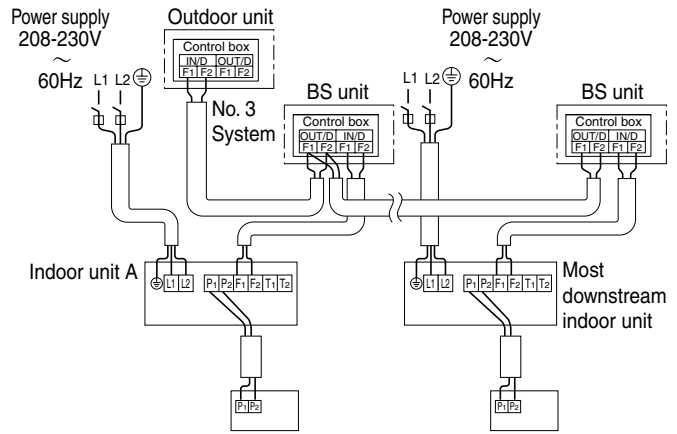 Power supply
208-230V
~
60Hz
L1 L2
Outdoor unit
Control box
IN/D OUT/D
F1 F2 F1 F2
No. 3
System
BS unit
Control box
OUT/D IN/D
F1 F2 F1 F2
Power supply
208-230V
~
60Hz
L1 L2
BS unit
Control box
OUT/D IN/D
F1 F2 F1 F2
Indoor unit A
L1 L2
P1 P2 F1 F2 T1 T2
L1 L2
P1 P2 F1 F2 T1 T2
Most
downstream
indoor unit
P1 P2
P1 P2